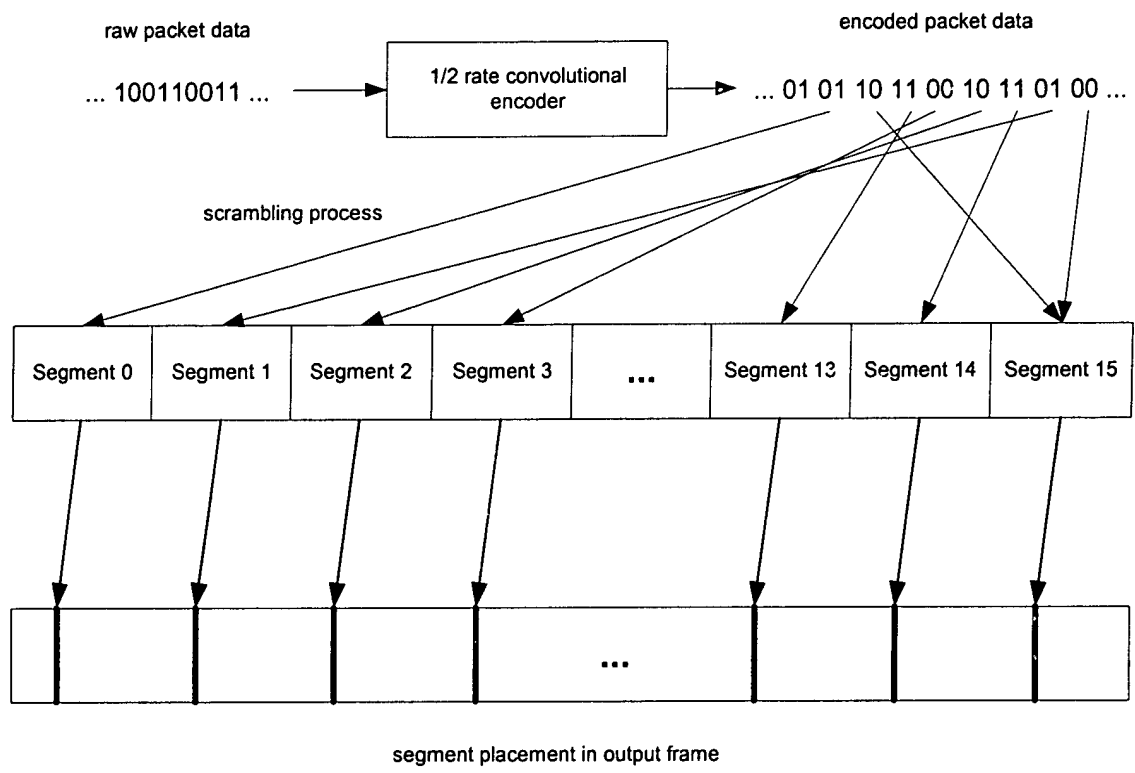 raw packet data
encoded packet data
... 100110011 ...
1/2 rate convolutional
encoder
... 01 01 10 11 00 10 11 01 00 ...
scrambling process
Segment 0
Segment 1
Segment 2
Segment 3
...
Segment 13
Segment 14
Segment 15
...
segment placement in output frame